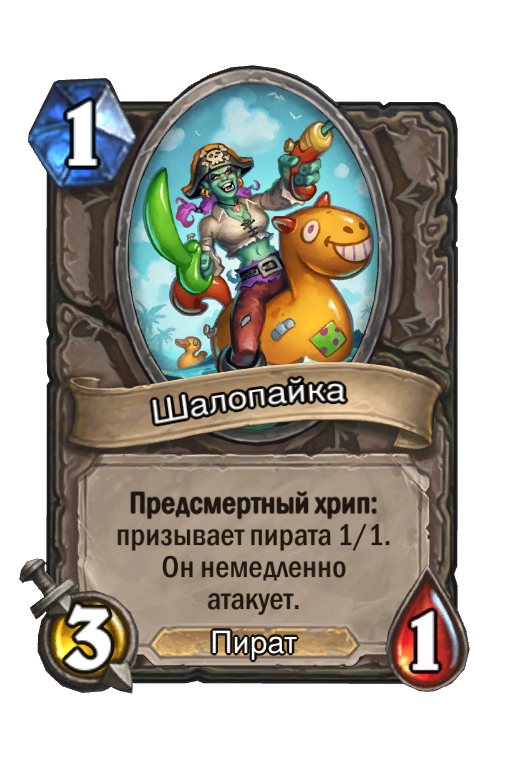 1
Шалопайка
Предсмертный хрип:
призывает пирата 1/1.
Он немедленно
атакует.
3
Пират
1